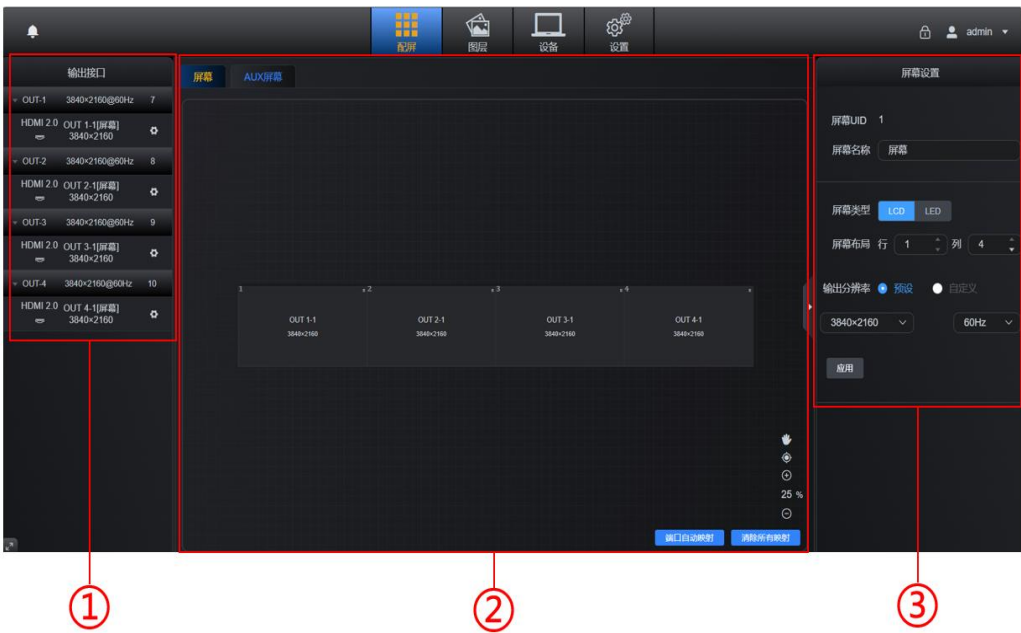 配屏
图层
设备
设置
admin
输出接口
OUT-1 3840×2160@60Hz 7
HDMI 2.0 OUT 1-1[屏幕]
3840×2160
OUT-2 3840×2160@60Hz 8
HDMI 2.0 OUT 2-1[屏幕]
3840×2160
OUT-3 3840×2160@60Hz 9
HDMI 2.0 OUT 3-1[屏幕]
3840×2160
OUT-4 3840×2160@60Hz 10
HDMI 2.0 OUT 4-1[屏幕]
3840×2160
屏幕 AUX屏幕
1 2 3 4
OUT 1-1 OUT 2-1 OUT 3-1 OUT 4-1
3840×2160 3840×2160 3840×2160 3840×2160
25 %
端口自动映射 清除所有映射
屏幕设置
屏幕UID 1
屏幕名称 屏幕
屏幕类型 LCD LED
屏幕布局 行 1 列 4
输出分辨率 预设 自定义
3840×2160 60Hz
应用
① ② ③